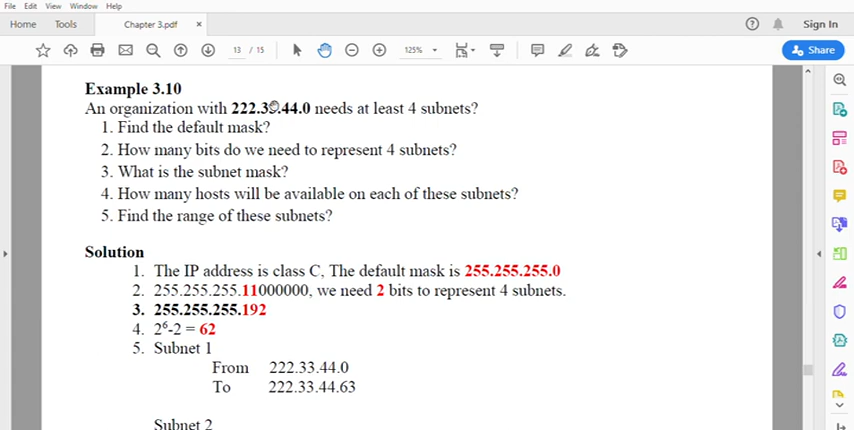 File Edit View Window Help
Home Tools Chapter 3.pdf × Sign In
13 / 15 125% Share
Example 3.10
An organization with 222.3 .44.0 needs at least 4 subnets?
1. Find the default mask?
2. How many bits do we need to represent 4 subnets?
3. What is the subnet mask?
4. How many hosts will be available on each of these subnets?
5. Find the range of these subnets?
Solution
1. The IP address is class C, The default mask is 255.255.255.0
2. 255.255.255.11000000, we need 2 bits to represent 4 subnets.
3. 255.255.255.192
4. 2⁶-2 = 62
5. Subnet 1
From 222.33.44.0
To 222.33.44.63
Subnet 2